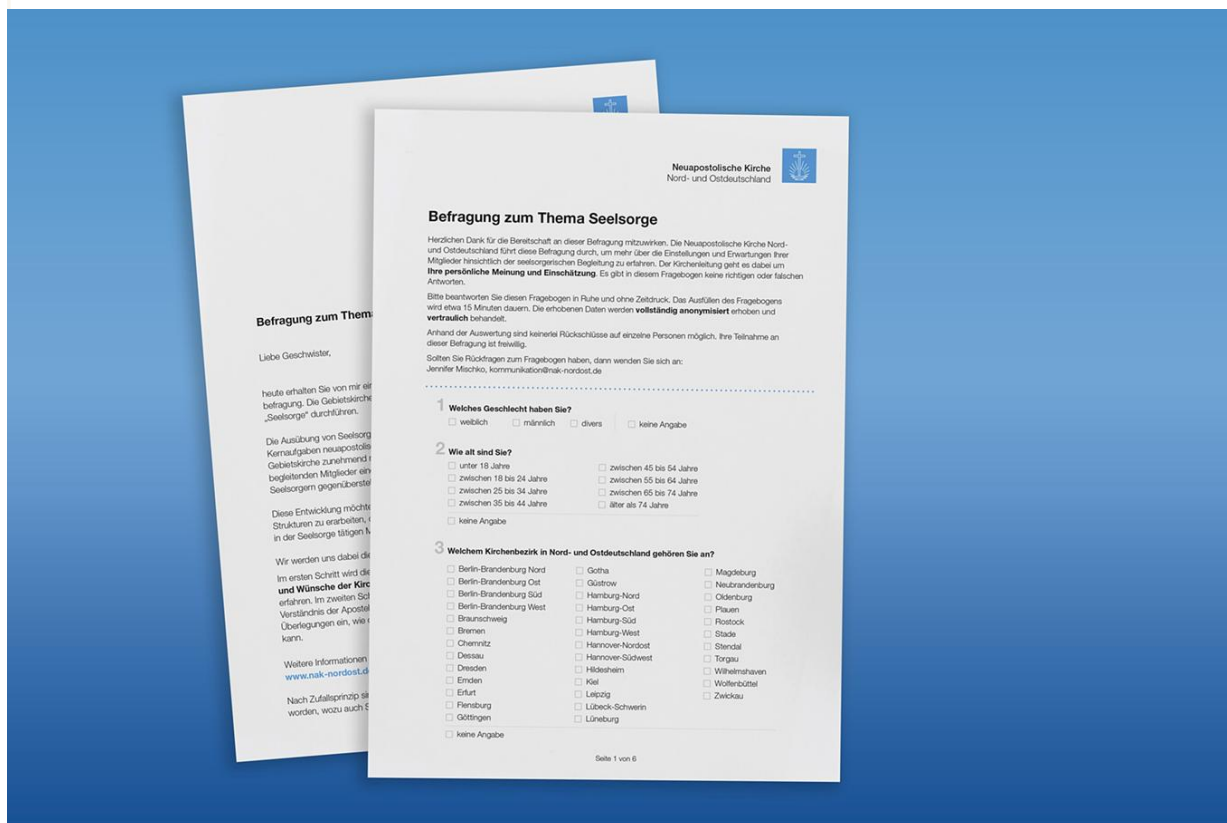 Befragung zum Them
Liebe Geschwister,
heute erhalten Sie von mir ein
befragung. Die Gebietskirche
„Seelsorge“ durchführen.
Die Ausübung von Seelsorg
Kernaufgaben neuapostolis
Gebietskirche zunehmend
begleitenden Mitglieder ein
Seelsorgern gegenüberstel
Diese Entwicklung möchte
Strukturen zu erarbeiten,
in der Seelsorge tätigen M
Wir werden uns dabei die
Im ersten Schritt wird die
und Wünsche der Kirc
erfahren. Im zweiten Sch
Verständnis der Apostel
Überlegungen ein, wie
kann.
Weitere Informationen
www.nak-nordost.d
Nach Zufallsprinzip sin
worden, wozu auch S
Neuapostolische Kirche
Nord- und Ostdeutschland
Befragung zum Thema Seelsorge
Herzlichen Dank für die Bereitschaft an dieser Befragung mitzuwirken. Die Neuapostolische Kirche Nord-
und Ostdeutschland führt diese Befragung durch, um mehr über die Einstellungen und Erwartungen Ihrer
Mitglieder hinsichtlich der seelsorgerischen Begleitung zu erfahren. Der Kirchenleitung geht es dabei um
Ihre persönliche Meinung und Einschätzung. Es gibt in diesem Fragebogen keine richtigen oder falschen
Antworten.
Bitte beantworten Sie diesen Fragebogen in Ruhe und ohne Zeitdruck. Das Ausfüllen des Fragebogens
wird etwa 15 Minuten dauern. Die erhobenen Daten werden vollständig anonymisiert erhoben und
vertraulich behandelt.
Anhand der Auswertung sind keinerlei Rückschlüsse auf einzelne Personen möglich. Ihre Teilnahme an
dieser Befragung ist freiwillig.
Sollten Sie Rückfragen zum Fragebogen haben, dann wenden Sie sich an:
Jennifer Mischko, kommunikation@nak-nordost.de
1 Welches Geschlecht haben Sie?
weiblich männlich divers keine Angabe
2 Wie alt sind Sie?
unter 18 Jahre zwischen 45 bis 54 Jahre
zwischen 18 bis 24 Jahre zwischen 55 bis 64 Jahre
zwischen 25 bis 34 Jahre zwischen 65 bis 74 Jahre
zwischen 35 bis 44 Jahre älter als 74 Jahre
keine Angabe
3 Welchem Kirchenbezirk in Nord- und Ostdeutschland gehören Sie an?
Berlin-Brandenburg Nord Gotha Magdeburg
Berlin-Brandenburg Ost Güstrow Neubrandenburg
Berlin-Brandenburg Süd Hamburg-Nord Oldenburg
Berlin-Brandenburg West Hamburg-Ost Plauen
Braunschweig Hamburg-Süd Rostock
Bremen Hamburg-West Stade
Chemnitz Hannover-Nordost Stendal
Dessau Hannover-Südwest Torgau
Dresden Hildesheim Wilhelmshaven
Emden Kiel Wolfenbüttel
Erfurt Leipzig Zwickau
Flensburg Lübeck-Schwerin
Göttingen Lüneburg
keine Angabe
Seite 1 von 6